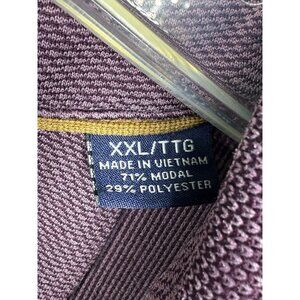 XXL/TTG
MADE IN VIETNAM
71% MODAL
29% POLYESTER